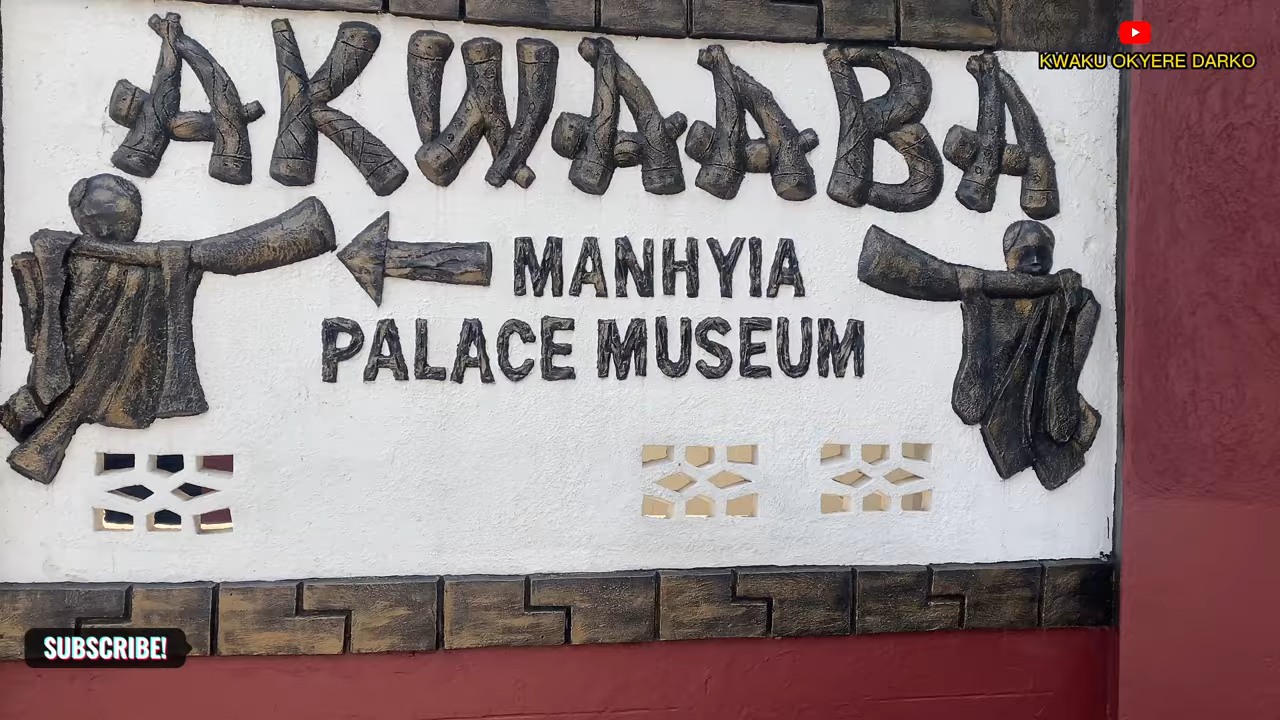 AKWAABA
KWAKU OKYERE DARKO
MANHYIA
PALACE MUSEUM
SUBSCRIBE!